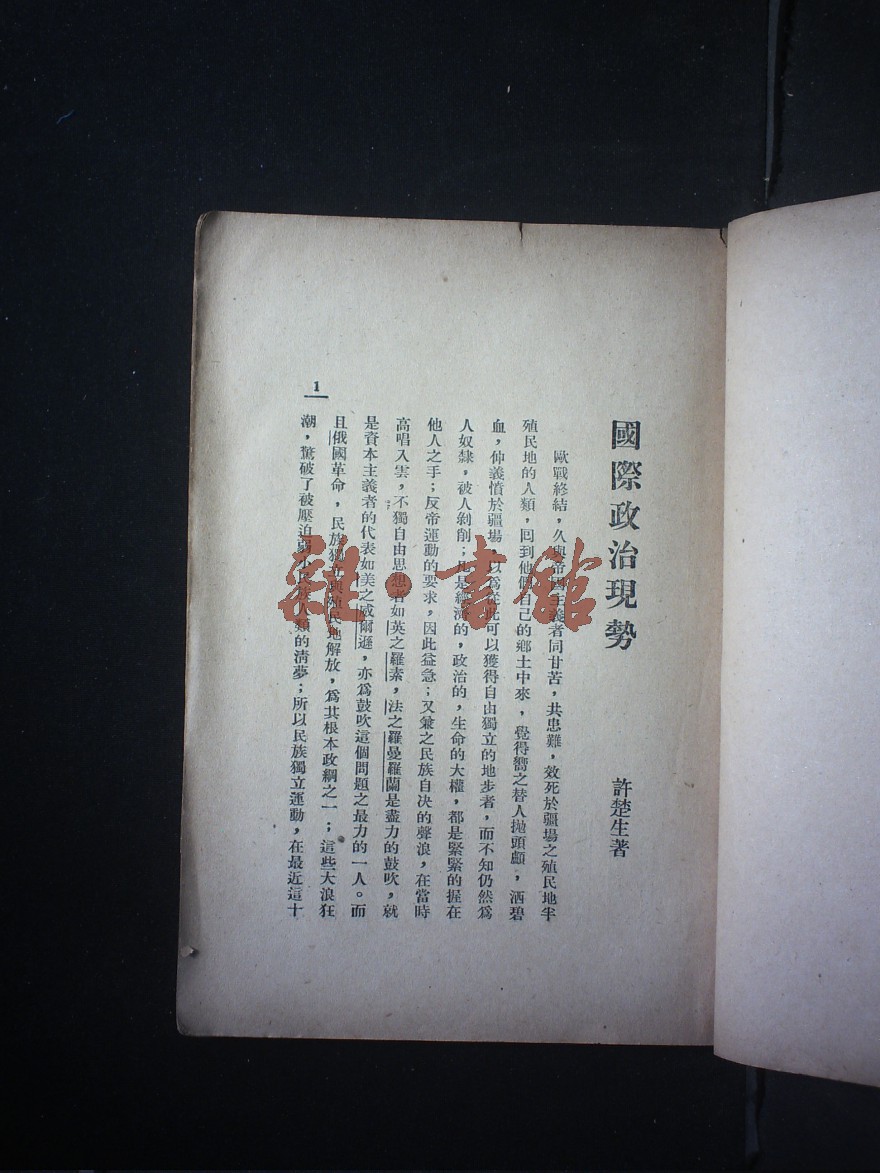 國際政治現勢
許楚生著
歐戰終結，久與帝國主義者同甘苦，共患難，效死於疆場之殖民地半
殖民地的人類，囘到他們自己的鄉土中來，覺得嚮之替人拋頭顱，洒碧
血，仲義憤於疆場，以爲從此可以獲得自由獨立的地步者，而不知仍然爲
人奴隸，被人剝削；凡是經濟的，政治的，生命的大權，都是緊緊的握在
他人之手；反帝運動的要求，因此益急；又兼之民族自决的聲浪，在當時
高唱入雲，不獨自由思想者如英之羅素，法之羅曼羅蘭是盡力的鼓吹，就
是資本主義者的代表如美之威爾遜，亦爲鼓吹這個問題之最力的一人。而
且俄國革命，民族獨立與殖民地解放，爲其根本政綱之一；這些大浪狂
潮，驚破了被壓迫弱小民族人類的清夢；所以民族獨立運動，在最近這十
1
雜·書館